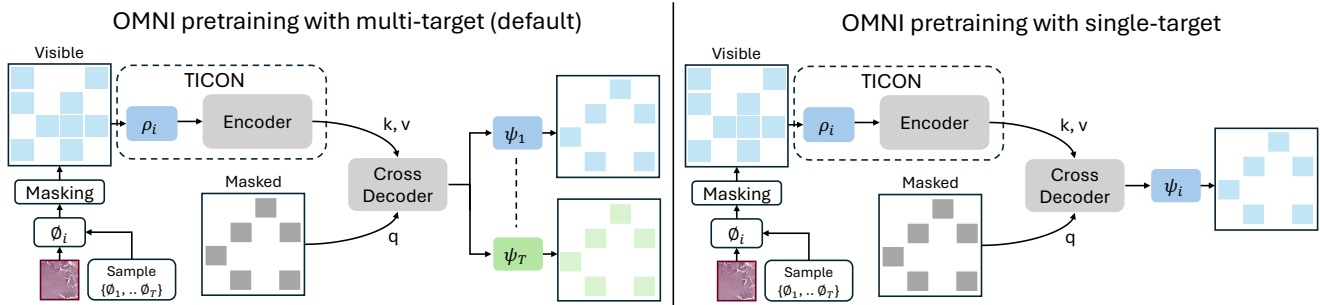 OMNI pretraining with multi-target (default)
Visible
TICON
ρᵢ
Encoder
k, v
Masking
Masked
Cross
Decoder
ψ₁
∅ᵢ
q
ψ_T
Sample
{∅₁, .. ∅_T}
OMNI pretraining with single-target
Visible
TICON
ρᵢ
Encoder
k, v
Masking
Masked
Cross
Decoder
ψᵢ
∅ᵢ
q
Sample
{∅₁, .. ∅_T}